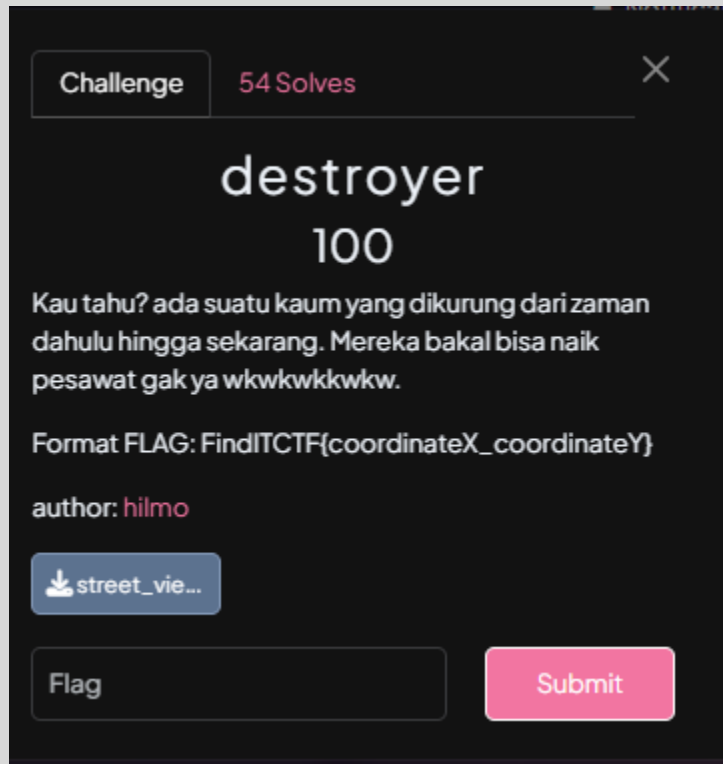 Challenge
54 Solves
destroyer
100
Kau tahu? ada suatu kaum yang dikurung dari zaman
dahulu hingga sekarang. Mereka bakal bisa naik
pesawat gak ya wkwkwkkwkw.
Format FLAG: FindITCTF{coordinateX_coordinateY}
author: hilmo
street_vie...
Flag
Submit